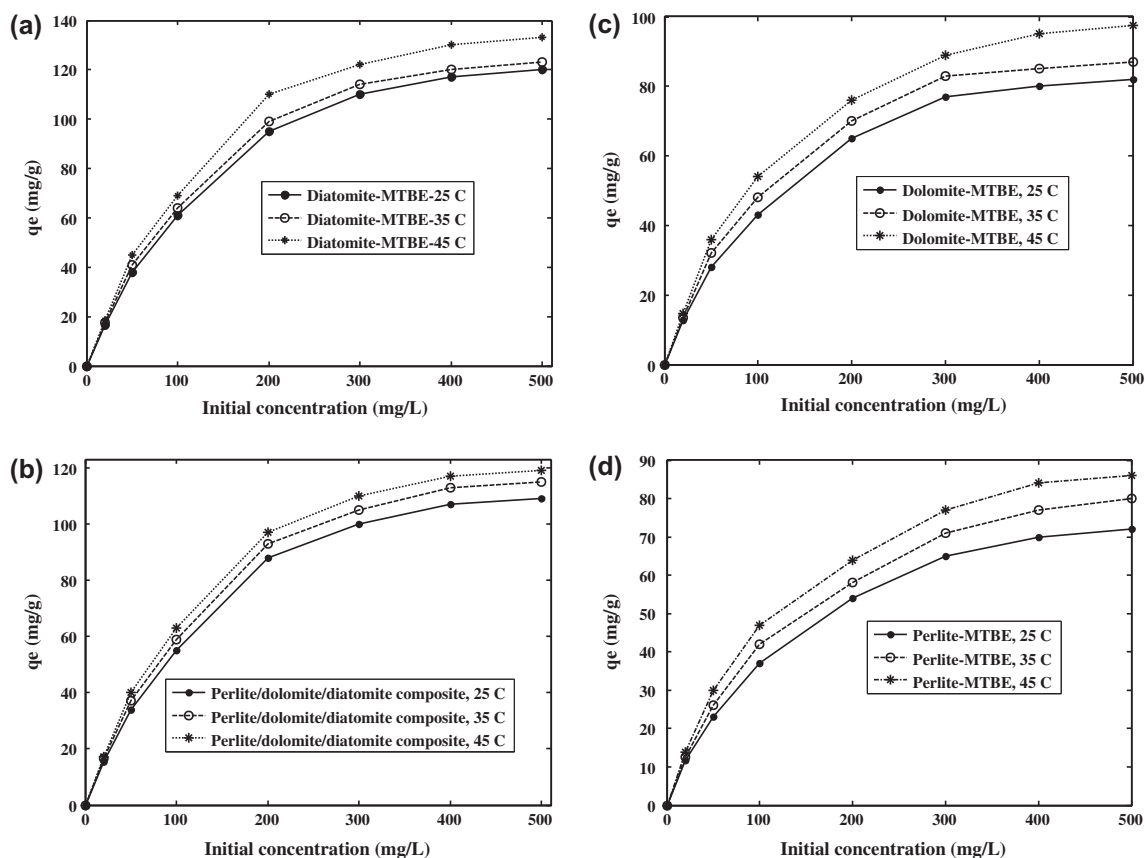 (a)
140
120
100
80
60
40
20
0
qe (mg/g)
Diatomite-MTBE-25 C
Diatomite-MTBE-35 C
Diatomite-MTBE-45 C
0 100 200 300 400 500
Initial concentration (mg/L)
(c)
100
80
60
40
20
0
qe (mg/g)
Dolomite-MTBE, 25 C
Dolomite-MTBE, 35 C
Dolomite-MTBE, 45 C
0 100 200 300 400 500
Initial concentration (mg/L)
(b)
120
100
80
60
40
20
0
qe (mg/g)
Perlite/dolomite/diatomite composite, 25 C
Perlite/dolomite/diatomite composite, 35 C
Perlite/dolomite/diatomite composite, 45 C
0 100 200 300 400 500
Initial concentration (mg/L)
(d)
90
80
70
60
50
40
30
20
10
0
qe (mg/g)
Perlite-MTBE, 25 C
Perlite-MTBE, 35 C
Perlite-MTBE, 45 C
0 100 200 300 400 500
Initial concentration (mg/L)